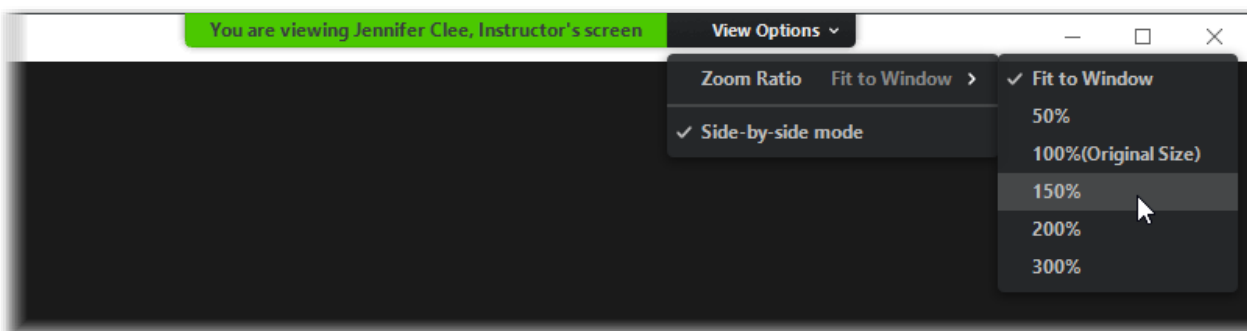 You are viewing Jennifer Clee, Instructor's screen
View Options
Zoom Ratio Fit to Window
Side-by-side mode
Fit to Window
50%
100%(Original Size)
150%
200%
300%